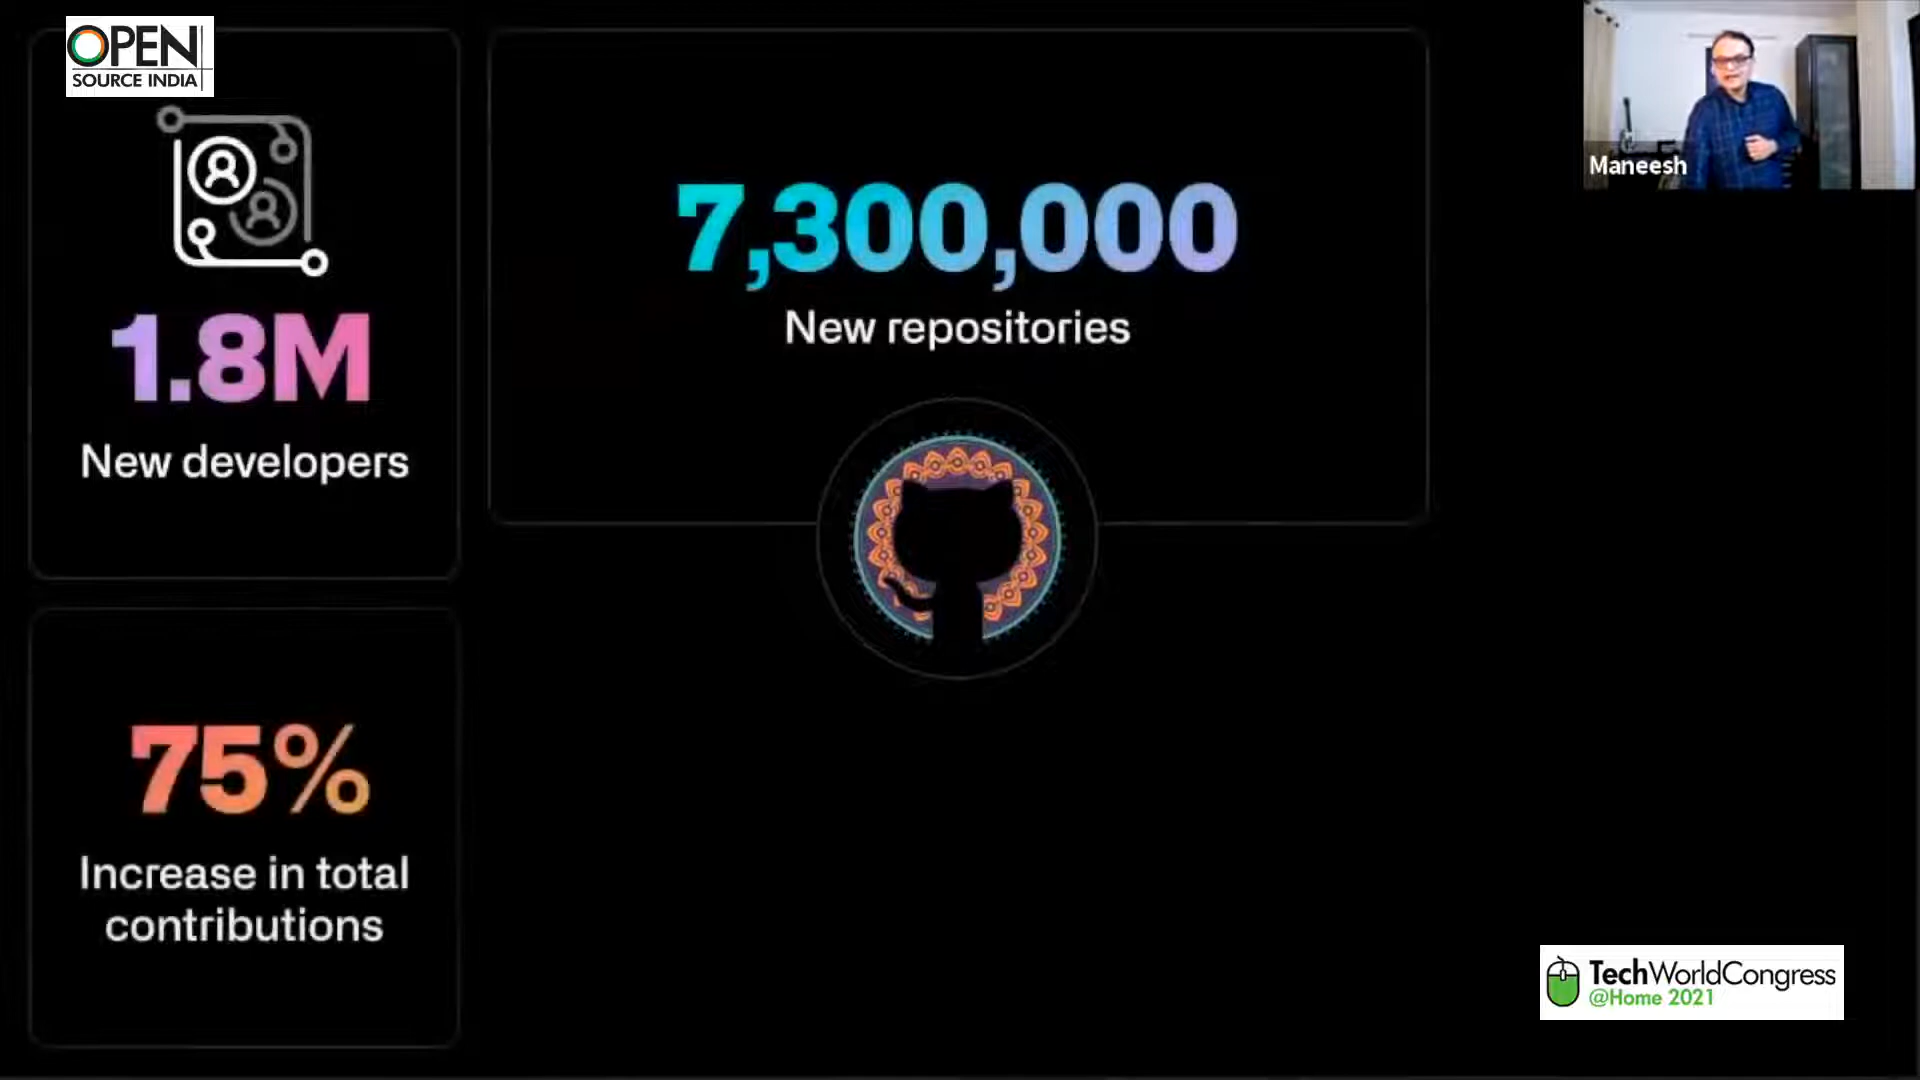 OPEN
SOURCE INDIA
1.8M
New developers
7,300,000
New repositories
75%
Increase in total
contributions
Maneesh
TechWorldCongress
@Home 2021